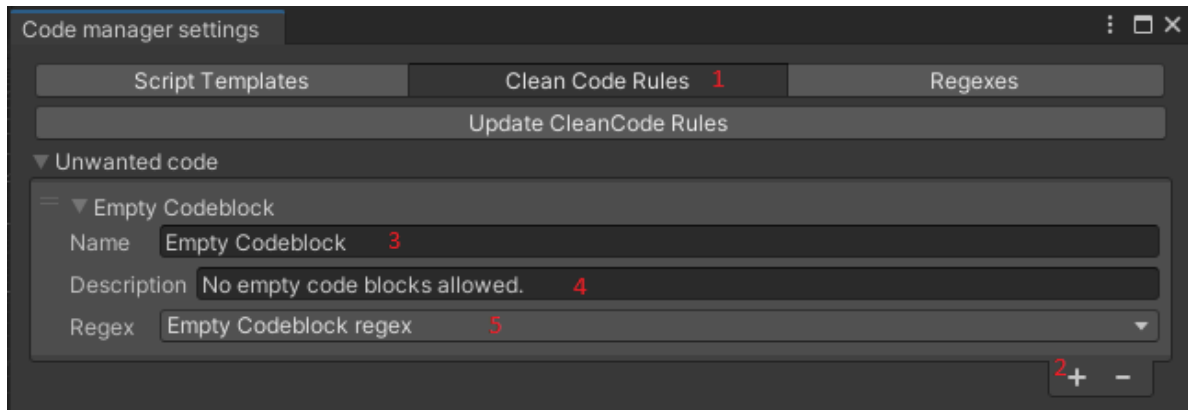 Code manager settings
Script Templates Clean Code Rules 1 Regexes
Update CleanCode Rules
Unwanted code
Empty Codeblock
Name Empty Codeblock 3
Description No empty code blocks allowed. 4
Regex Empty Codeblock regex 5
2 + -